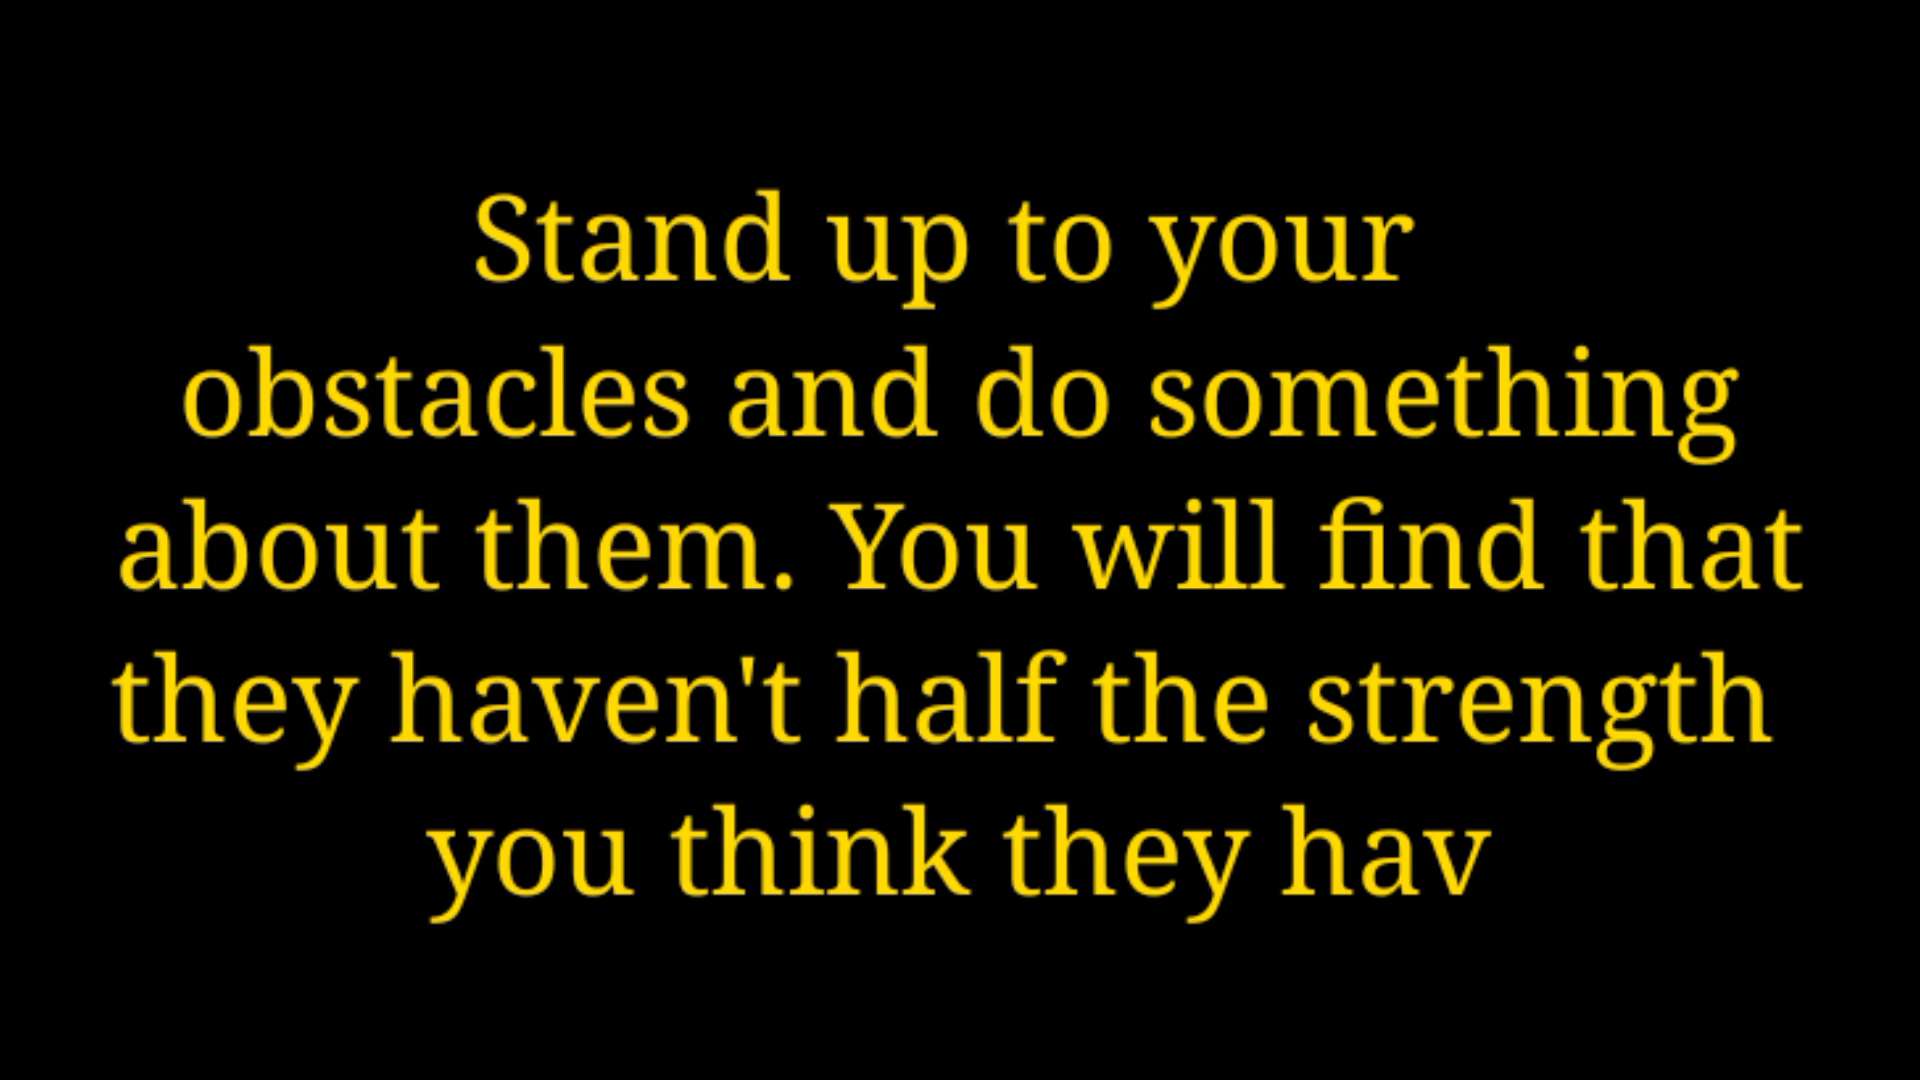 Stand up to your
obstacles and do something
about them. You will find that
they haven't half the strength
you think they hav